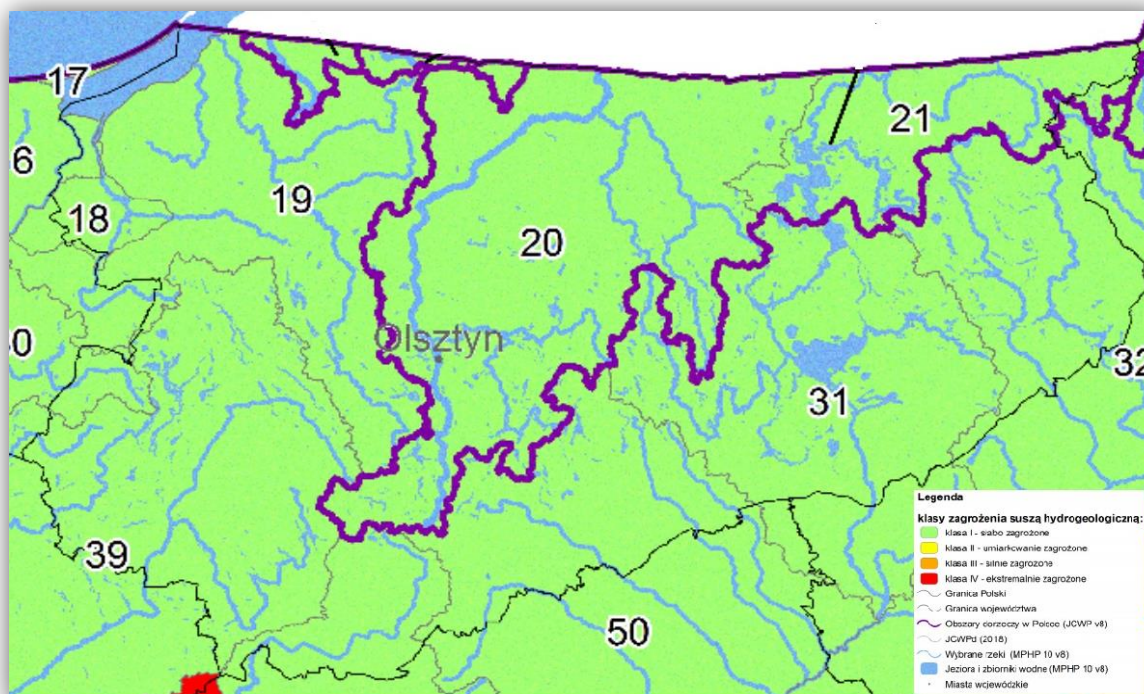 17
21
6
19
18
20
Olsztyn
0
32
31
39
50
Legenda
klasy zagrożenia suszą hydrogeologiczną:
klasa I - słabo zagrożone
klasa II - umiarkowanie zagrożone
klasa III - silnie zagrożone
klasa IV - ekstremalnie zagrożone
Granica Polski
Granica województwa
Obszary dorzeczy w Polsce (JCWP v8)
JCWPd (2018)
Wybrane rzeki (MPHP 10 v8)
Jeziora i zbiorniki wodne (MPHP 10 v8)
Miasta wojewódzkie